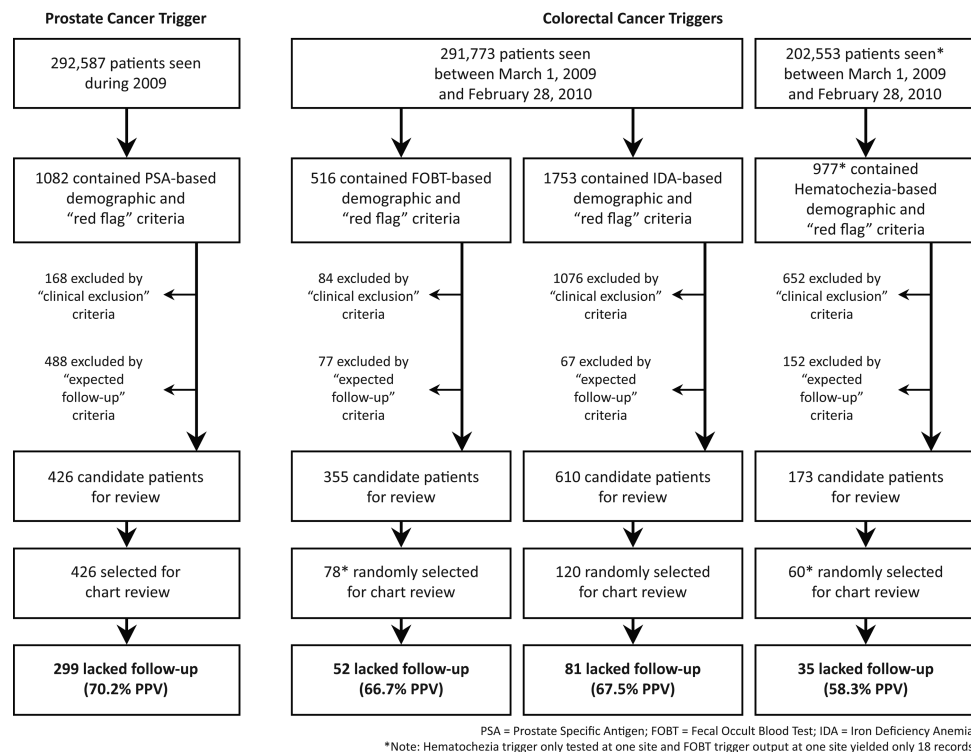 Prostate Cancer Trigger
292,587 patients seen
during 2009
1082 contained PSA-based
demographic and
“red flag” criteria
168 excluded by
“clinical exclusion”
criteria
488 excluded by
“expected
follow-up”
criteria
426 candidate patients
for review
426 selected for
chart review
299 lacked follow-up
(70.2% PPV)
Colorectal Cancer Triggers
291,773 patients seen
between March 1, 2009
and February 28, 2010
516 contained FOBT-based
demographic and
“red flag” criteria
84 excluded by
“clinical exclusion”
criteria
77 excluded by
“expected
follow-up”
criteria
355 candidate patients
for review
78* randomly selected
for chart review
52 lacked follow-up
(66.7% PPV)
1753 contained IDA-based
demographic and
“red flag” criteria
1076 excluded by
“clinical exclusion”
criteria
67 excluded by
“expected
follow-up”
criteria
610 candidate patients
for review
120 randomly selected
for chart review
81 lacked follow-up
(67.5% PPV)
202,553 patients seen*
between March 1, 2009
and February 28, 2010
977* contained
Hematochezia-based
demographic and
“red flag” criteria
652 excluded by
“clinical exclusion”
criteria
152 excluded by
“expected
follow-up”
criteria
173 candidate patients
for review
60* randomly selected
for chart review
35 lacked follow-up
(58.3% PPV)
PSA = Prostate Specific Antigen; FOBT = Fecal Occult Blood Test; IDA = Iron Deficiency Anemia
*Note: Hematochezia trigger only tested at one site and FOBT trigger output at one site yielded only 18 records